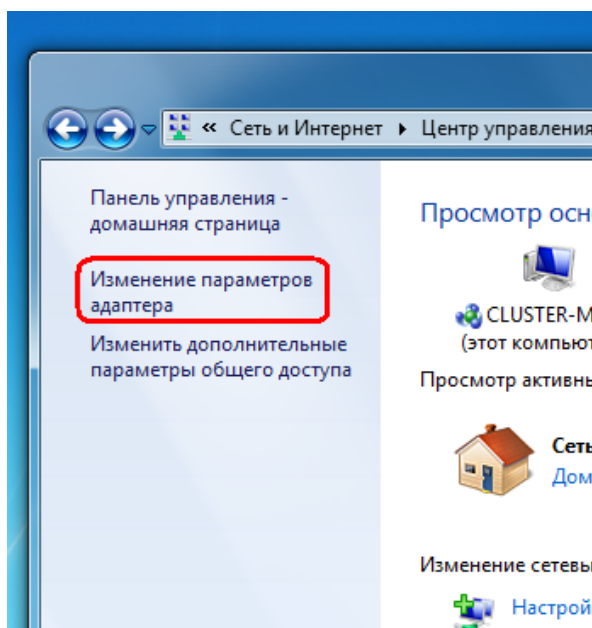 « Сеть и Интернет ▸ Центр управления
Панель управления -
домашняя страница
Изменение параметров
адаптера
Изменить дополнительные
параметры общего доступа
Просмотр осн
CLUSTER-M
(этот компьют
Просмотр активны
Сеть
Дом
Изменение сетевы
Настрой